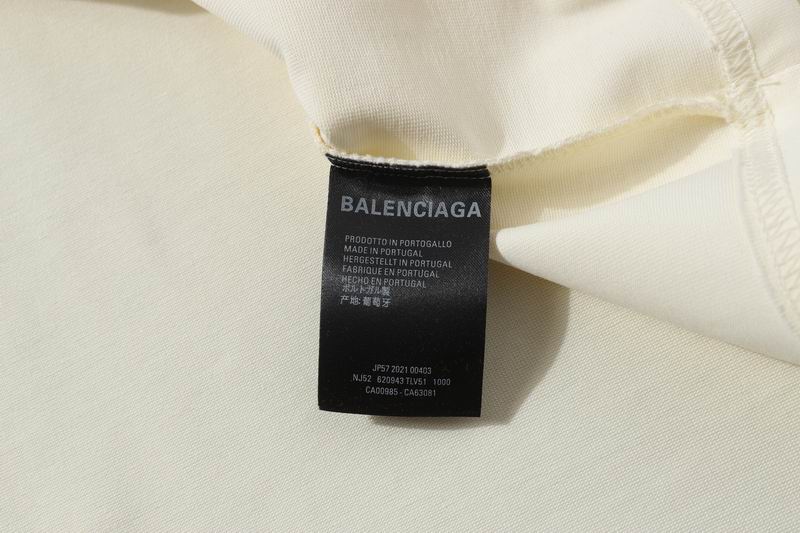 BALENCIAGA
PRODOTTO IN PORTOGALLO
MADE IN PORTUGAL
HERGESTELLT IN PORTUGAL
FABRIQUE EN PORTUGAL
HECHO EN PORTUGAL
ポルトガル製
产地:葡萄牙
JP57 2021 00403
.NJ52 620943 TLV51 1000
CA00985 - CA63081